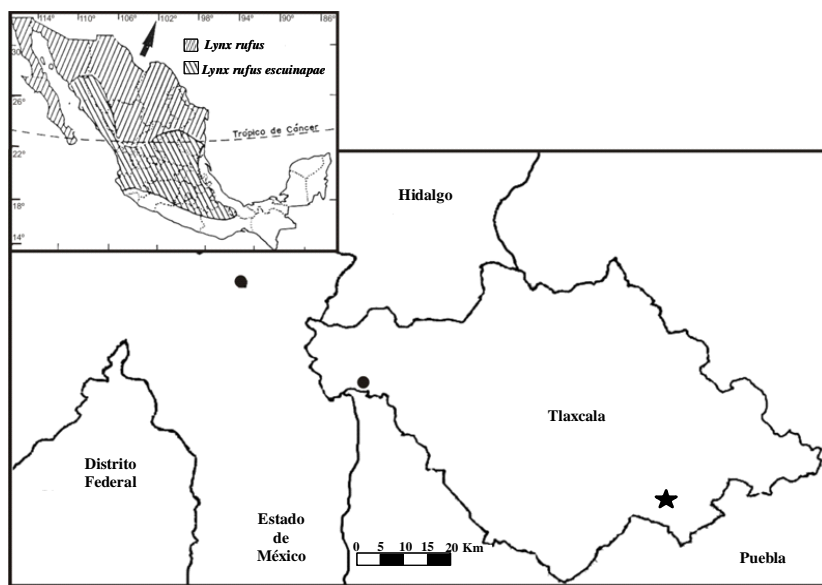 114° 110° 106° 102° 98° 94° 90° 86°
Lynx rufus
Lynx rufus escuinapae
30°
26°
Trópico de Cáncer
22°
18°
14°
Hidalgo
Tlaxcala
Distrito
Federal
Estado
de
México
0 5 10 15 20 Km
Puebla